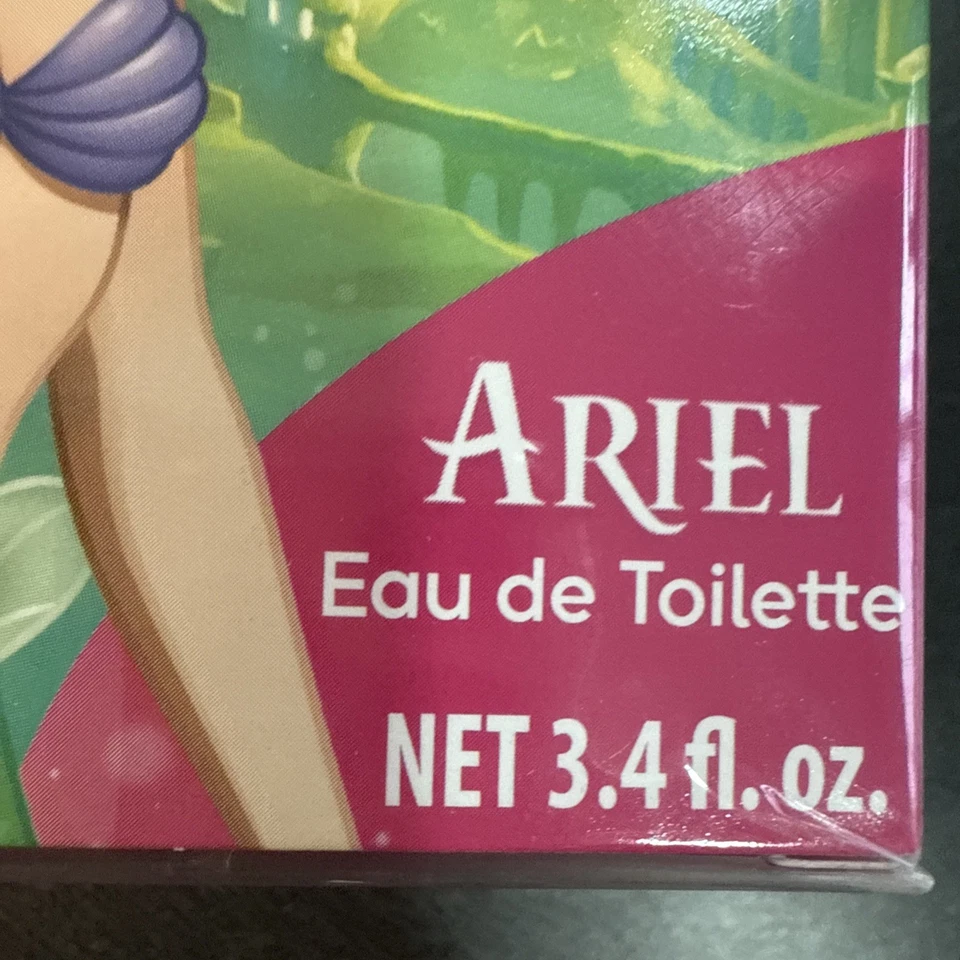 ARIEL
Eau de Toilette
NET 3.4 fl. oz.